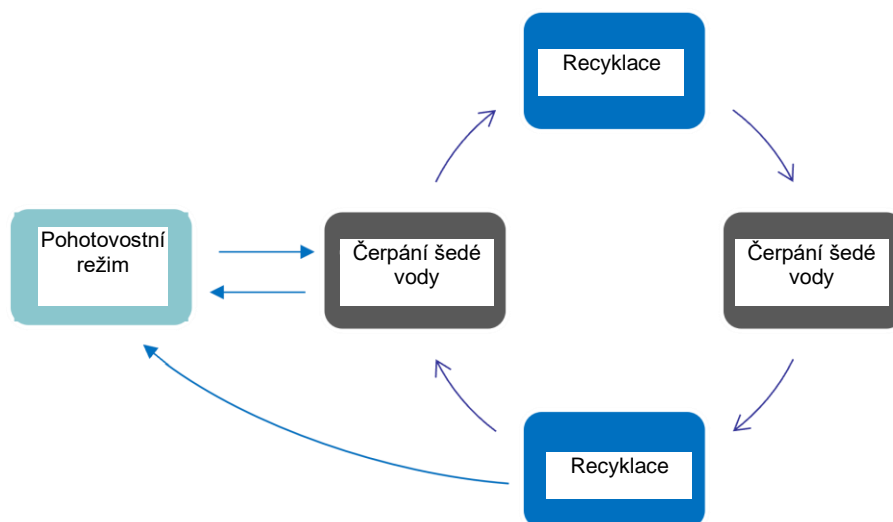 Recyklace
Pohotovostní
režim
Čerpání šedé
vody
Čerpání šedé
vody
Recyklace